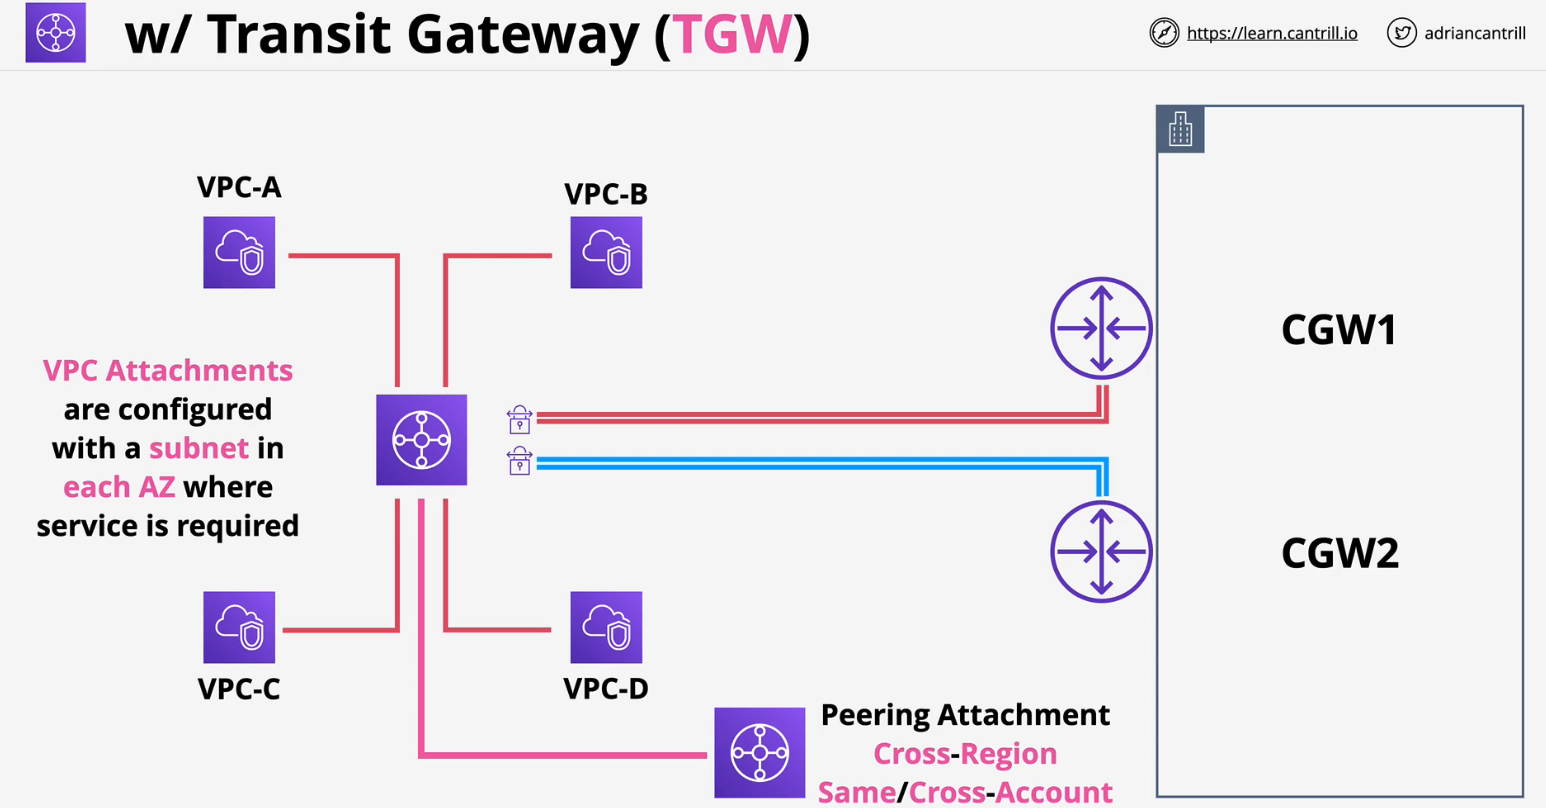 w/ Transit Gateway (TGW)
https://learn.cantrill.io
adriancantrill
VPC-A
VPC-B
VPC Attachments
are configured
with a subnet in
each AZ where
service is required
CGW1
CGW2
VPC-C
VPC-D
Peering Attachment
Cross-Region
Same/Cross-Account